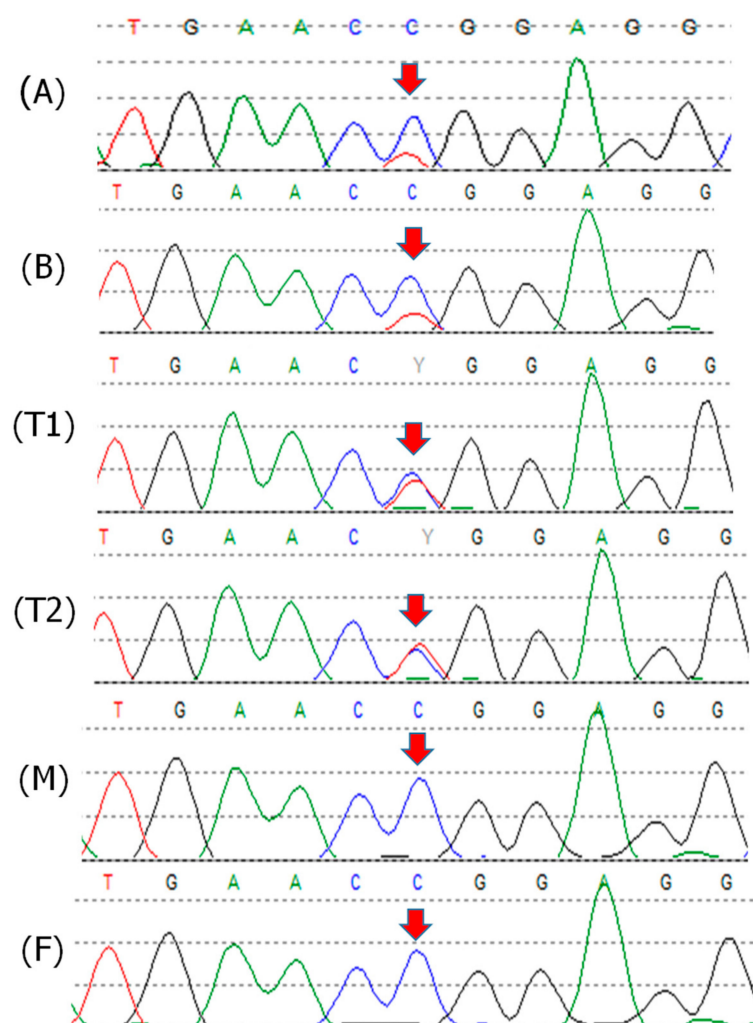 T G A A C C G G A G G
(A)
T G A A C C G G A G G
(B)
T G A A C Y G G A G G
(T1)
T G A A C Y G G A G G
(T2)
T G A A C C G G A G G
(M)
T G A A C C G G A G G
(F)